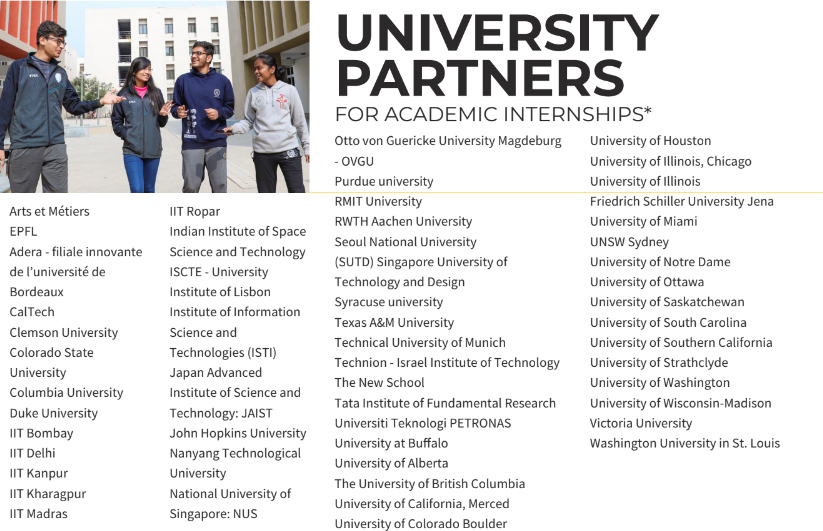 UNIVERSITY
PARTNERS
FOR ACADEMIC INTERNSHIPS*
Arts et Métiers
EPFL
Adera - filiale innovante
de l'université de
Bordeaux
CalTech
Clemson University
Colorado State
University
Columbia University
Duke University
IIT Bombay
IIT Delhi
IIT Kanpur
IIT Kharagpur
IIT Madras
IIT Ropar
Indian Institute of Space
Science and Technology
ISCTE - University
Institute of Lisbon
Institute of Information
Science and
Technologies (ISTI)
Japan Advanced
Institute of Science and
Technology: JAIST
John Hopkins University
Nanyang Technological
University
National University of
Singapore: NUS
Otto von Guericke University Magdeburg
- OVGU
Purdue university
RMIT University
RWTH Aachen University
Seoul National University
(SUTD) Singapore University of
Technology and Design
Syracuse university
Texas A&M University
Technical University of Munich
Technion - Israel Institute of Technology
The New School
Tata Institute of Fundamental Research
Universiti Teknologi PETRONAS
University at Buffalo
University of Alberta
The University of British Columbia
University of California, Merced
University of Colorado Boulder
University of Houston
University of Illinois, Chicago
University of Illinois
Friedrich Schiller University Jena
University of Miami
UNSW Sydney
University of Notre Dame
University of Ottawa
University of Saskatchewan
University of South Carolina
University of Southern California
University of Strathclyde
University of Washington
University of Wisconsin-Madison
Victoria University
Washington University in St. Louis